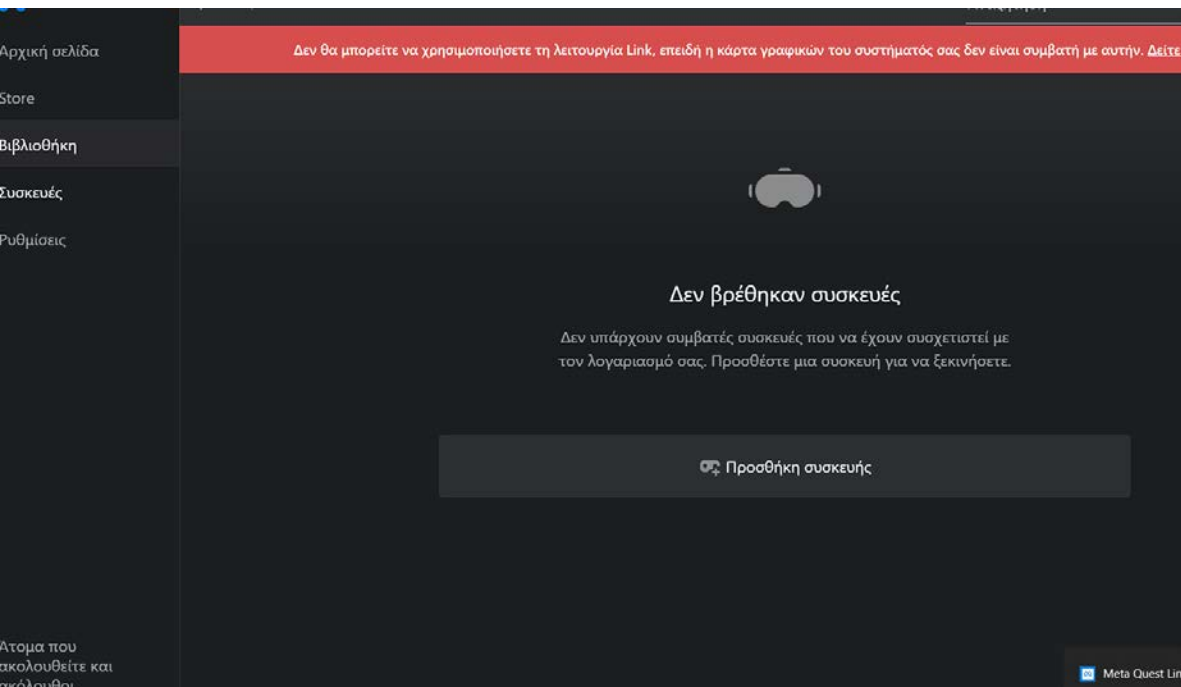 Αρχική σελίδα
Δεν θα μπορείτε να χρησιμοποιήσετε τη λειτουργία Link, επειδή η κάρτα γραφικών του συστήματός σας δεν είναι συμβατή με αυτήν. Δείτε
Store
Βιβλιοθήκη
Συσκευές
Ρυθμίσεις
Δεν βρέθηκαν συσκευές
Δεν υπάρχουν συμβατές συσκευές που να έχουν συσχετιστεί με
τον λογαριασμό σας. Προσθέστε μια συσκευή για να ξεκινήσετε.
Προσθήκη συσκευής
Άτομα που
ακολουθείτε και
Meta Quest Lin